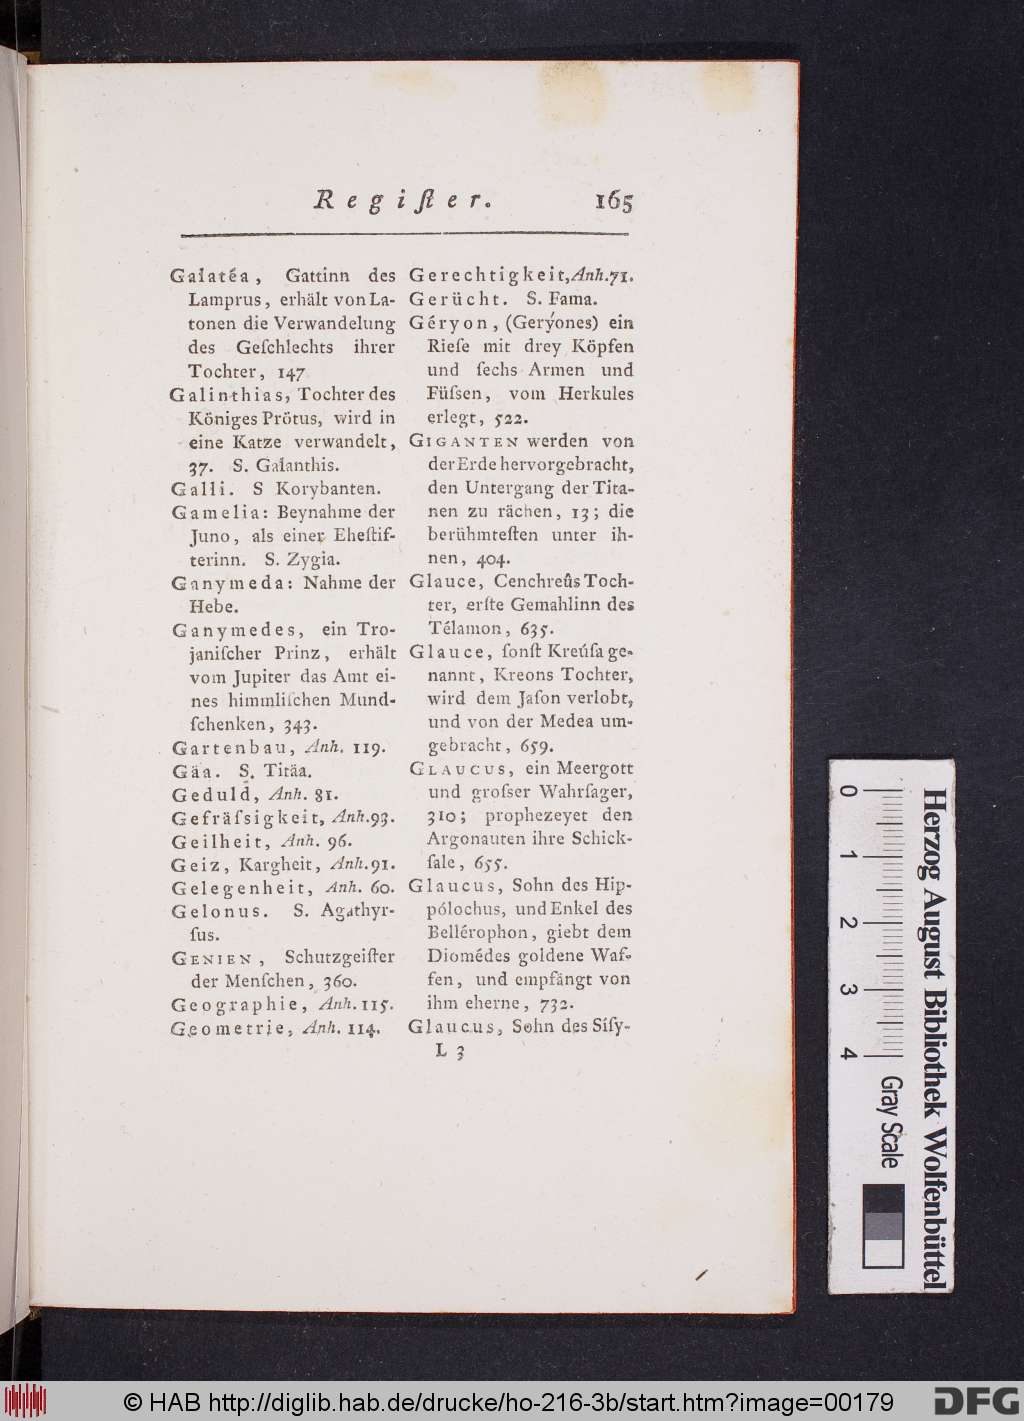 Regiſter. 165
Galatéa, Gattinn des
Lamprus, erhält von La-
tonen die Verwandelung
des Geſchlechts ihrer
Tochter, 147
Galinthias, Tochter des
Königes Prötus, wird in
eine Katze verwandelt,
37. S. Galanthis.
Galli. S Korybanten.
Gamelia: Beynahme der
Juno, als einer Eheſtif-
terinn. S. Zygia.
Ganymeda: Nahme der
Hebe.
Ganymedes, ein Tro-
janiſcher Prinz, erhält
vom Jupiter das Amt ei-
nes himmliſchen Mund-
ſchenken, 343.
Gartenbau, Anh. 119.
Gäa. S. Titäa.
Geduld, Anh. 81.
Gefräſsigkeit, Anh. 93.
Geilheit, Anh. 96.
Geiz, Kargheit, Anh. 91.
Gelegenheit, Anh. 60.
Gelonus. S. Agathyr-
ſus.
GENIEN, Schutzgeiſter
der Menſchen, 360.
Geographie, Anh. 115.
Geometrie, Anh. 114.
Gerechtigkeit, Anh. 71.
Gerücht. S. Fama.
Géryon, (Gerýones) ein
Rieſe mit drey Köpfen
und ſechs Armen und
Füſsen, vom Herkules
erlegt, 522.
GIGANTEN werden von
der Erde hervorgebracht,
den Untergang der Tita-
nen zu rächen, 13; die
berühmteſten unter ih-
nen, 404.
Glauce, Cenchreûs Toch-
ter, erſte Gemahlinn des
Télamon, 635.
Glauce, ſonſt Kreúſa ge-
nannt, Kreons Tochter,
wird dem Jaſon verlobt,
und von der Medea um-
gebracht, 659.
GLAUCUS, ein Meergott
und groſser Wahrſager,
310; prophezeyet den
Argonauten ihre Schick-
ſale, 655.
Glaucus, Sohn des Hip-
pólochus, und Enkel des
Bellérophon, giebt dem
Diomédes goldene Waf-
fen, und empfängt von
ihm eherne, 732.
Glaucus, Sohn des Síſy-
L 3
0 1 2 3 4
Gray Scale
Herzog August Bibliothek Wolfenbüttel
© HAB http://diglib.hab.de/drucke/ho-216-3b/start.htm?image=00179
DFG